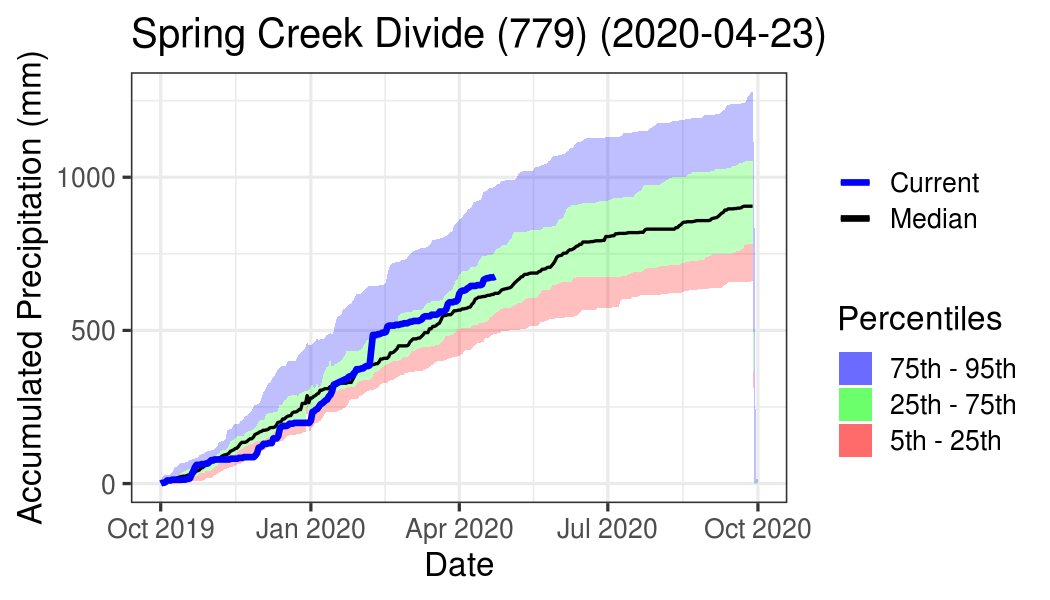 Spring Creek Divide (779) (2020-04-23)
Accumulated Precipitation (mm)
1000
500
0
Oct 2019
Jan 2020
Apr 2020
Jul 2020
Oct 2020
Date
Current
Median
Percentiles
75th - 95th
25th - 75th
5th - 25th